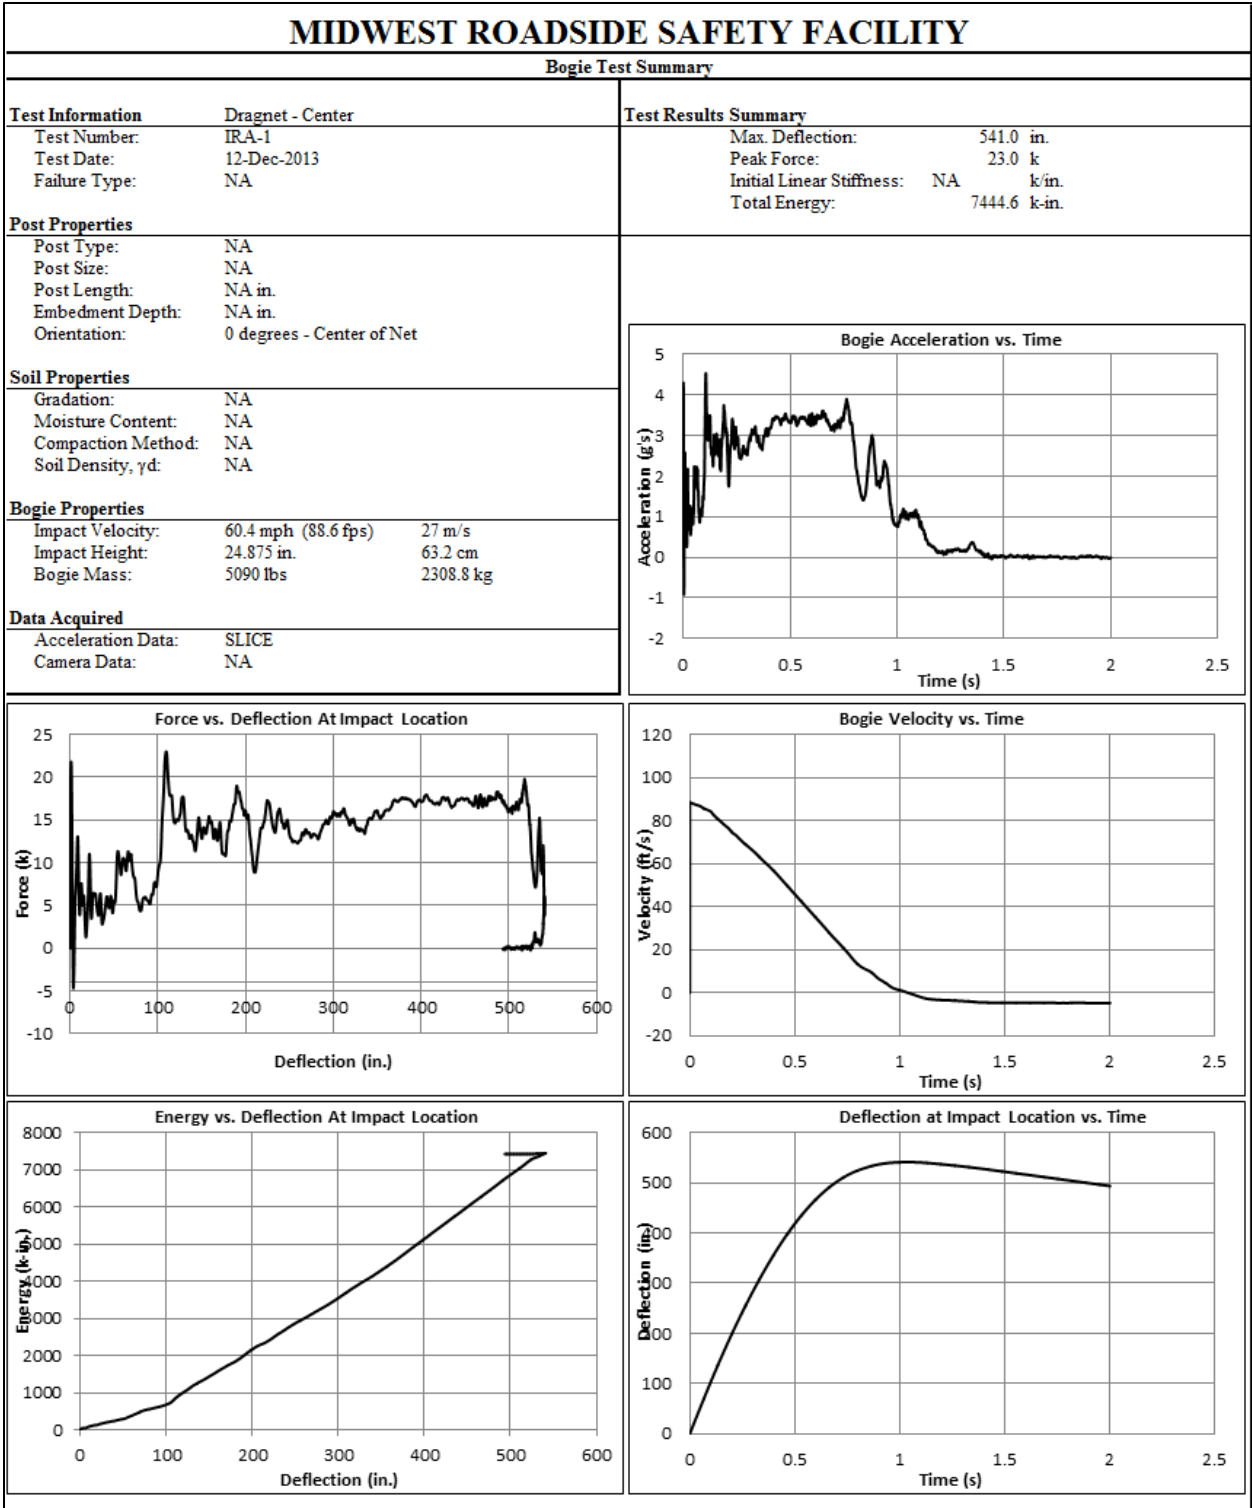 MIDWEST ROADSIDE SAFETY FACILITY
Bogie Test Summary
Test Information Dragnet - Center
Test Number: IRA-1
Test Date: 12-Dec-2013
Failure Type: NA
Post Properties
Post Type: NA
Post Size: NA
Post Length: NA in.
Embedment Depth: NA in.
Orientation: 0 degrees - Center of Net
Soil Properties
Gradation: NA
Moisture Content: NA
Compaction Method: NA
Soil Density, γd: NA
Bogie Properties
Impact Velocity: 60.4 mph (88.6 fps) 27 m/s
Impact Height: 24.875 in. 63.2 cm
Bogie Mass: 5090 lbs 2308.8 kg
Data Acquired
Acceleration Data: SLICE
Camera Data: NA
Test Results Summary
Max. Deflection: 541.0 in.
Peak Force: 23.0 k
Initial Linear Stiffness: NA k/in.
Total Energy: 7444.6 k-in.
Bogie Acceleration vs. Time
Acceleration (g's)
5
4
3
2
1
0
-1
-2
0 0.5 1 1.5 2 2.5
Time (s)
Force vs. Deflection At Impact Location
Force (k)
25
20
15
10
5
0
-5
-10
0 100 200 300 400 500 600
Deflection (in.)
Bogie Velocity vs. Time
Velocity (ft/s)
120
100
80
60
40
20
0
-20
0 0.5 1 1.5 2 2.5
Time (s)
Energy vs. Deflection At Impact Location
Energy (k-in.)
8000
7000
6000
5000
4000
3000
2000
1000
0
0 100 200 300 400 500 600
Deflection (in.)
Deflection at Impact Location vs. Time
Deflection (in.)
600
500
400
300
200
100
0
0 0.5 1 1.5 2 2.5
Time (s)